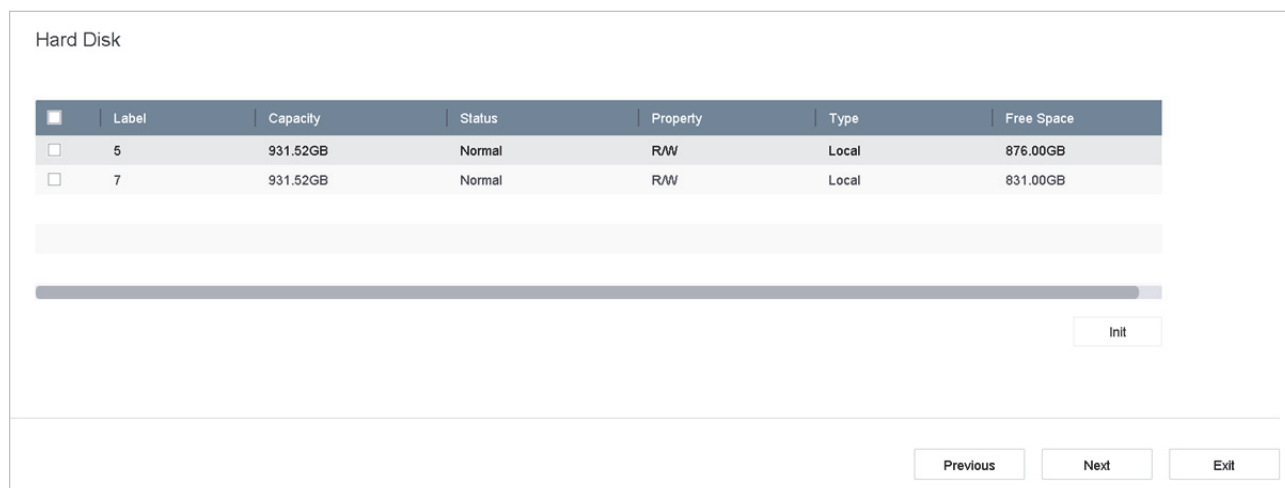 Hard Disk
Label Capacity Status Property Type Free Space
5 931.52GB Normal R/W Local 876.00GB
7 931.52GB Normal R/W Local 831.00GB
Init
Previous Next Exit